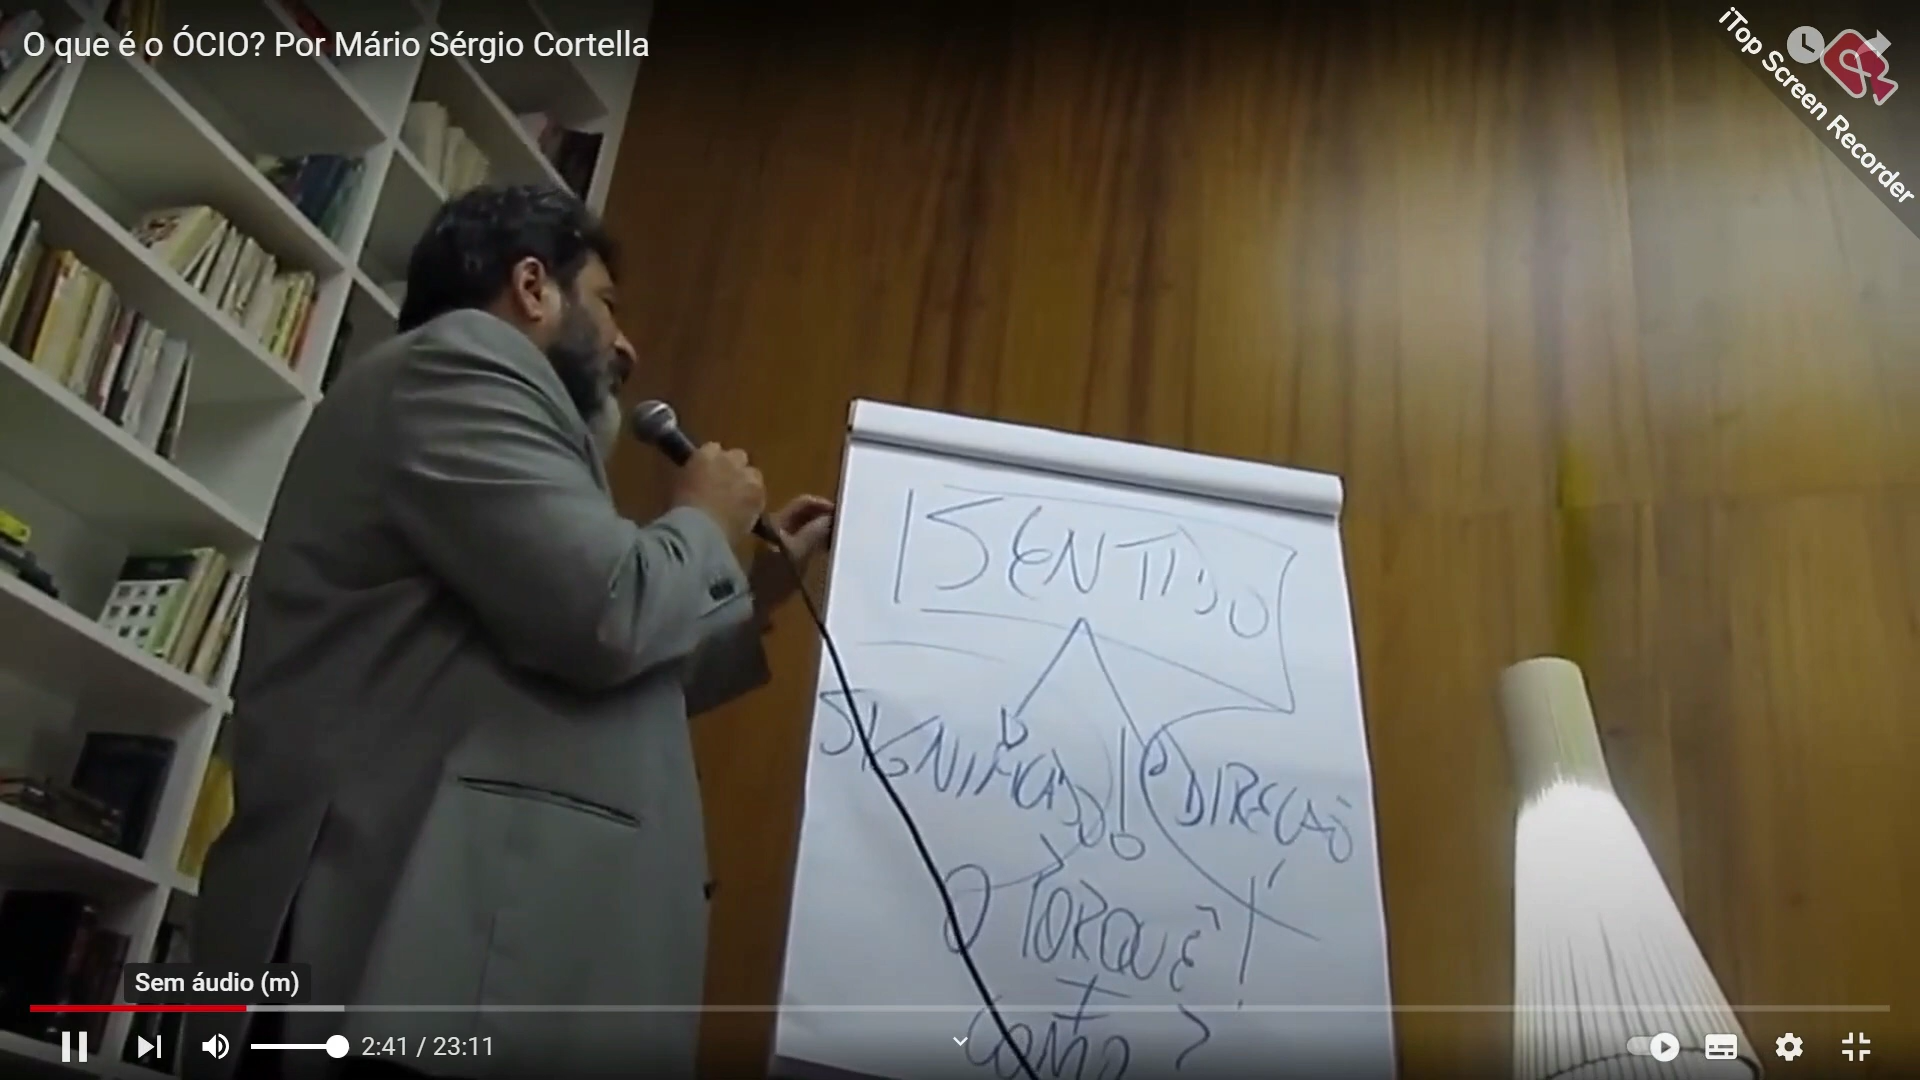 O que é o ÓCIO? Por Mário Sérgio Cortella
iTop Screen Recorder
SENTIDO
SIGNIFICADO
DIREÇÃO
O PORQUÊ
COMO ?
Sem áudio (m)
2:41 / 23:11